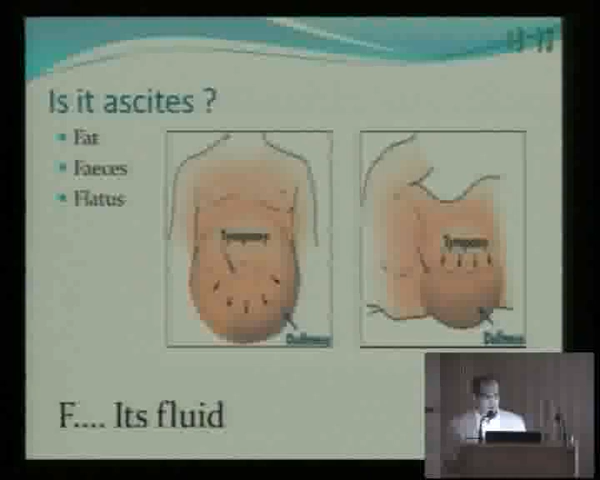 Is it ascites ?
Fat
Faeces
Flatus
Tympany
Tympany
Dullness
Dullness
F.... Its fluid